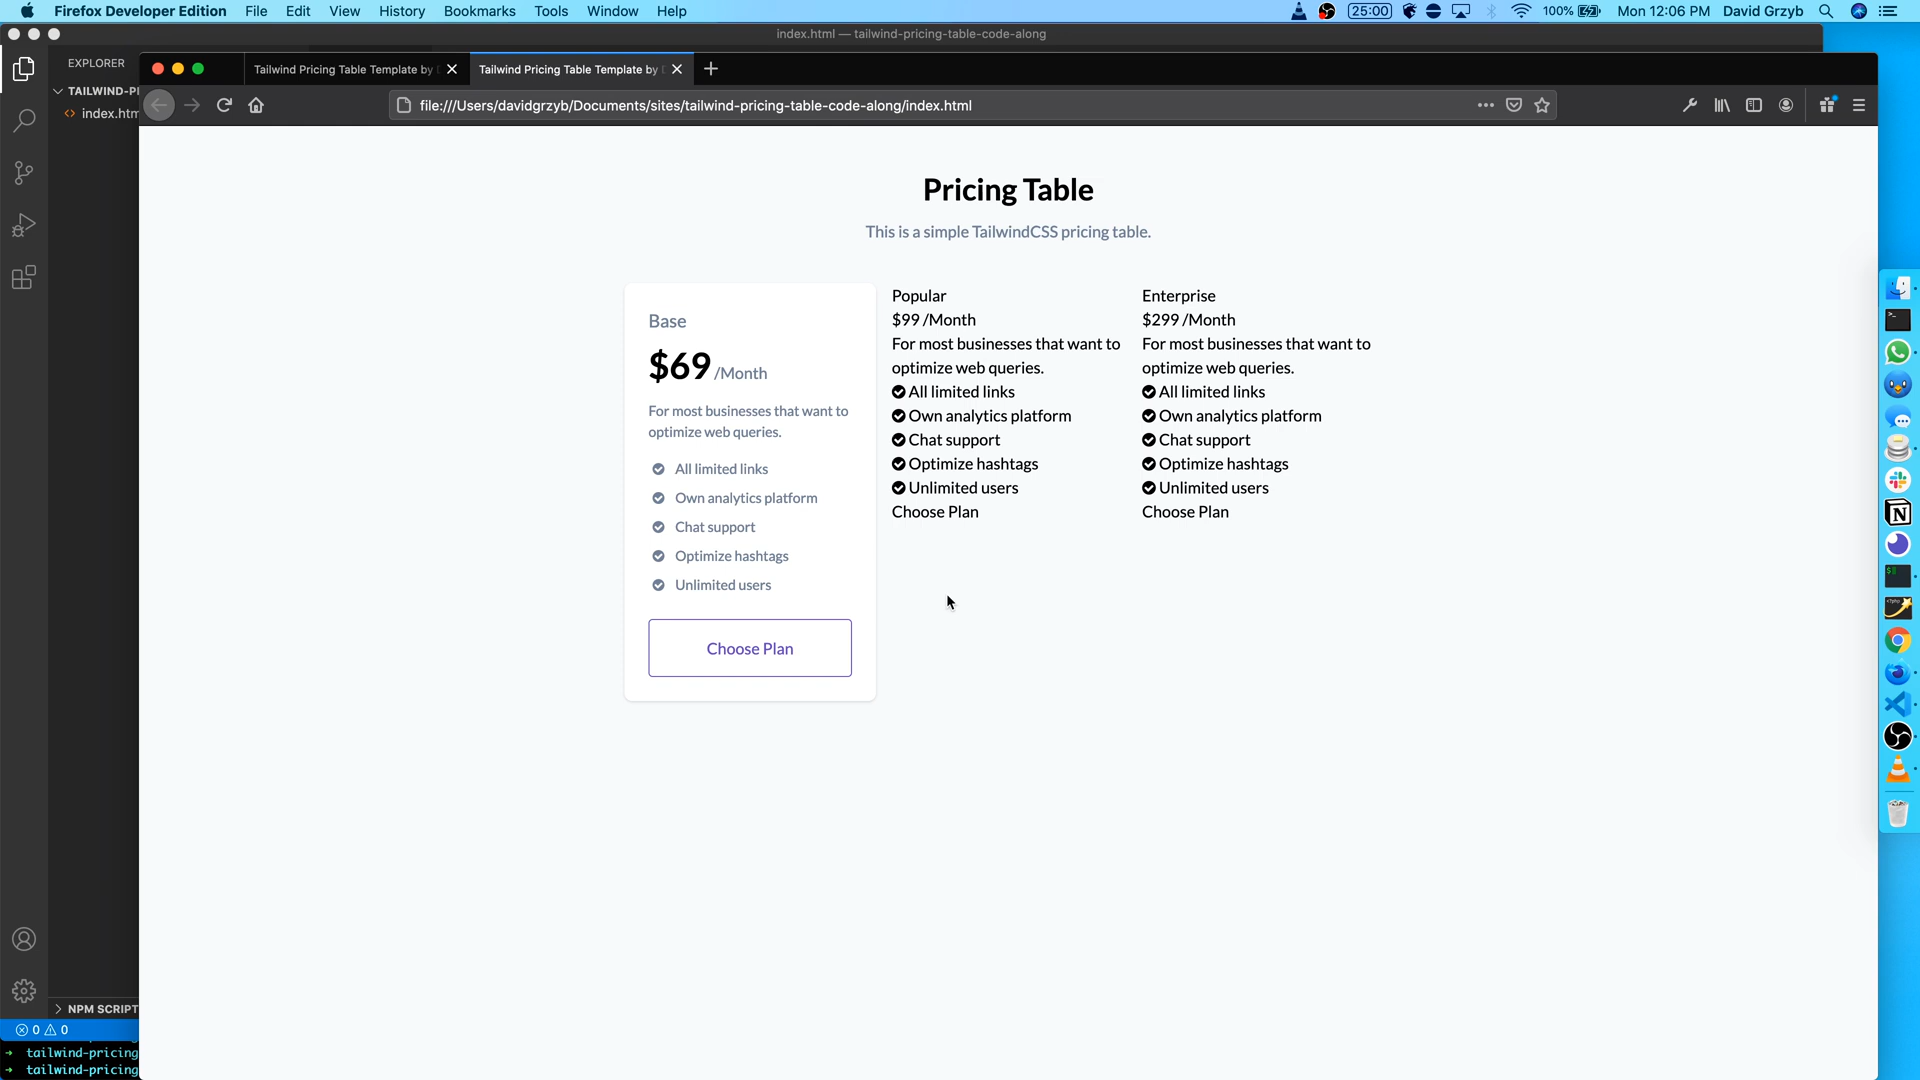 Firefox Developer Edition File Edit View History Bookmarks Tools Window Help 25:00 100% Mon 12:06 PM David Grzyb
index.html — tailwind-pricing-table-code-along
EXPLORER
Tailwind Pricing Table Template by
Tailwind Pricing Table Template by
TAILWIND-PI
file:///Users/davidgrzyb/Documents/sites/tailwind-pricing-table-code-along/index.html
index.htm
Pricing Table
This is a simple TailwindCSS pricing table.
Base
$69 /Month
For most businesses that want to
optimize web queries.
All limited links
Own analytics platform
Chat support
Optimize hashtags
Unlimited users
Choose Plan
Popular
$99 /Month
For most businesses that want to
optimize web queries.
All limited links
Own analytics platform
Chat support
Optimize hashtags
Unlimited users
Choose Plan
Enterprise
$299 /Month
For most businesses that want to
optimize web queries.
All limited links
Own analytics platform
Chat support
Optimize hashtags
Unlimited users
Choose Plan
NPM SCRIPT
0 0
tailwind-pricing
tailwind-pricing